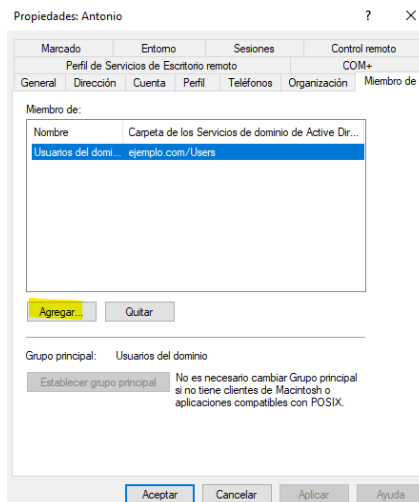 Propiedades: Antonio ? ×
Marcado Entorno Sesiones Control remoto
Perfil de Servicios de Escritorio remoto COM+
General Dirección Cuenta Perfil Teléfonos Organización Miembro de
Miembro de:
Nombre Carpeta de los Servicios de dominio de Active Dir...
Usuarios del domi... ejemplo.com/Users
Agregar... Quitar
Grupo principal: Usuarios del dominio
Establecer grupo principal
No es necesario cambiar Grupo principal
si no tiene clientes de Macintosh o
aplicaciones compatibles con POSIX.
Aceptar Cancelar Aplicar Ayuda